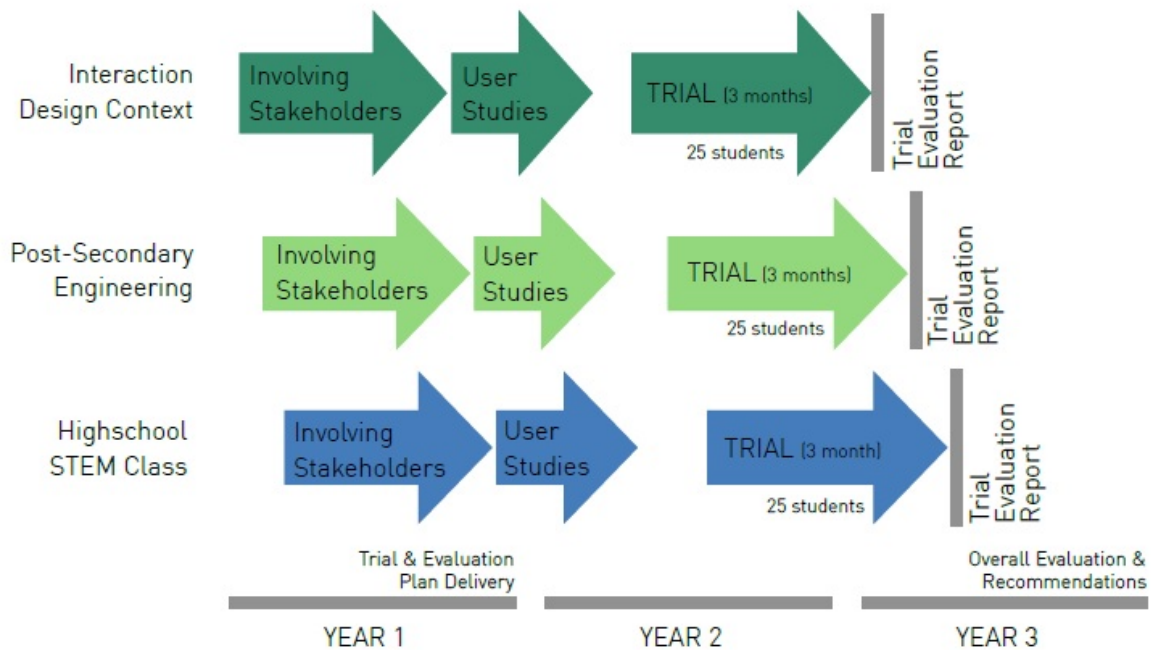 Interaction
Design Context
Involving
Stakeholders
User
Studies
TRIAL (3 months)
25 students
Trial
Evaluation
Report
Post-Secondary
Engineering
Involving
Stakeholders
User
Studies
TRIAL (3 months)
25 students
Trial
Evaluation
Report
Highschool
STEM Class
Involving
Stakeholders
User
Studies
TRIAL (3 month)
25 students
Trial
Evaluation
Report
Trial & Evaluation
Plan Delivery
Overall Evaluation &
Recommendations
YEAR 1
YEAR 2
YEAR 3